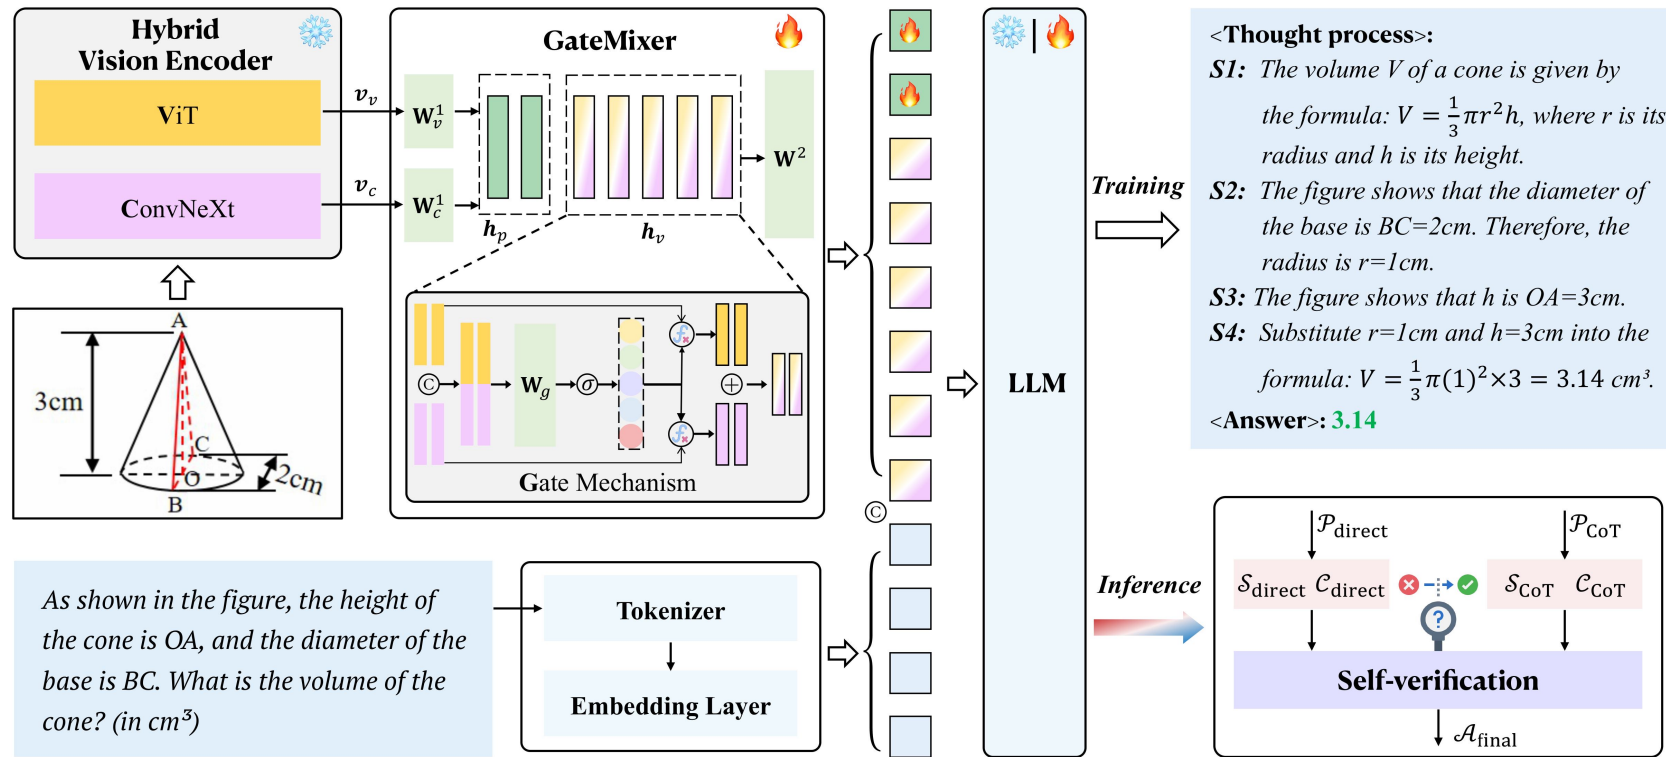 Hybrid
Vision Encoder
ViT
ConvNeXt
A
3cm
C
O
2cm
B
GateMixer
𝒗ᵥ
𝒗_c
W_v^1
W_c^1
h_p
h_v
W^2
©
W_g
σ
fₓ
fₓ
+
Gate Mechanism
©
As shown in the figure, the height of
the cone is OA, and the diameter of the
base is BC. What is the volume of the
cone? (in cm³)
Tokenizer
Embedding Layer
|
LLM
Training
<Thought process>:
S1: The volume V of a cone is given by
the formula: V = 1/3 πr²h, where r is its
radius and h is its height.
S2: The figure shows that the diameter of
the base is BC=2cm. Therefore, the
radius is r=1cm.
S3: The figure shows that h is OA=3cm.
S4: Substitute r=1cm and h=3cm into the
formula: V = 1/3 π(1)²×3 = 3.14 cm³.
<Answer>: 3.14
Inference
𝒫_direct
𝒫_CoT
𝒮_direct 𝒞_direct
?
𝒮_CoT 𝒞_CoT
Self-verification
𝒜_final